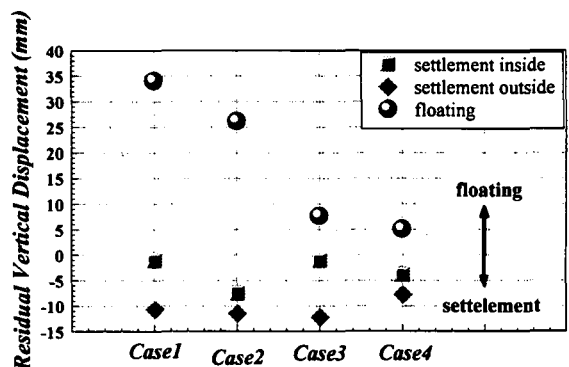 Residual Vertical Displacement (mm)
40
35
30
25
20
15
10
5
0
-5
-10
-15
settlement inside
settlement outside
floating
floating
settelement
Case1
Case2
Case3
Case4